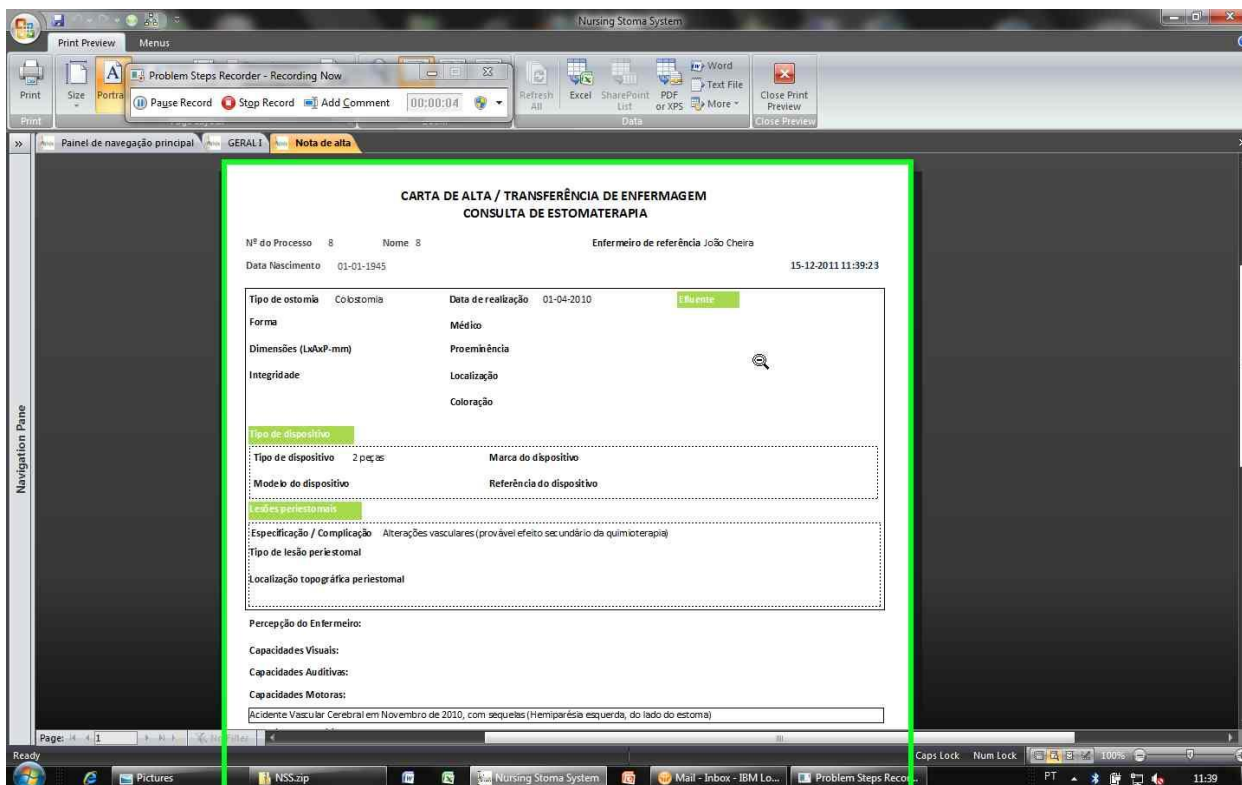 Nursing Stoma System
Print Preview Menus
Print Size Portra
Problem Steps Recorder - Recording Now
Pause Record Stop Record Add Comment 00:00:04
Refresh All Excel SharePoint List PDF or XPS Word Text File More Close Print Preview
Print Data Close Preview
» Painel de navegação principal GERAL I Nota de alta
CARTA DE ALTA / TRANSFERÊNCIA DE ENFERMAGEM
CONSULTA DE ESTOMATERAPIA
Nº do Processo 8 Nome 8 Enfermeiro de referência João Cheira
Data Nascimento 01-01-1945 15-12-2011 11:39:23
Tipo de ostomia Colostomia Data de realização 01-04-2010 Efluente
Forma Médico
Dimensões (LxAxP-mm) Proeminência
Integridade Localização
Coloração
Tipo de dispositivo
Tipo de dispositivo 2 peças Marca do dispositivo
Modelo do dispositivo Referência do dispositivo
Lesões periestomais
Especificação / Complicação Alterações vasculares (provável efeito secundário da quimioterapia)
Tipo de lesão periestomal
Localização topográfica periestomal
Percepção do Enfermeiro:
Capacidades Visuais:
Capacidades Auditivas:
Capacidades Motoras:
Acidente Vascular Cerebral em Novembro de 2010, com sequelas (Hemiparésia esquerda, do lado do estoma)
Navigation Pane
Page: 1 No Filter
Ready Caps Lock Num Lock 100%
Pictures NSS.zip Nursing Stoma System Mail - Inbox - IBM Lo... Problem Steps Recor... PT 11:39